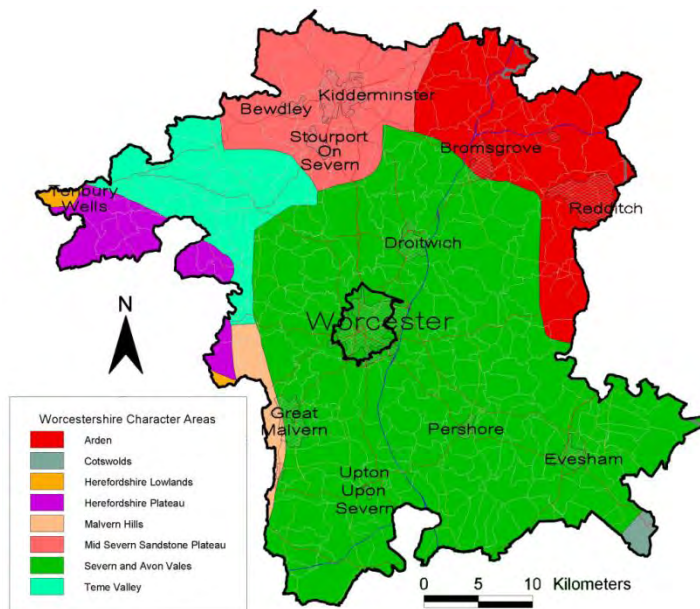 Kidderminster
Bewdley
Stourport
On
Severn
Bromsgrove
Tenbury
Wells
Redditch
Droitwich
N
Worcester
Great
Malvern
Pershore
Evesham
Upton
Upon
Severn
Worcestershire Character Areas
Arden
Cotswolds
Herefordshire Lowlands
Herefordshire Plateau
Malvern Hills
Mid Severn Sandstone Plateau
Severn and Avon Vales
Teme Valley
0 5 10 Kilometers